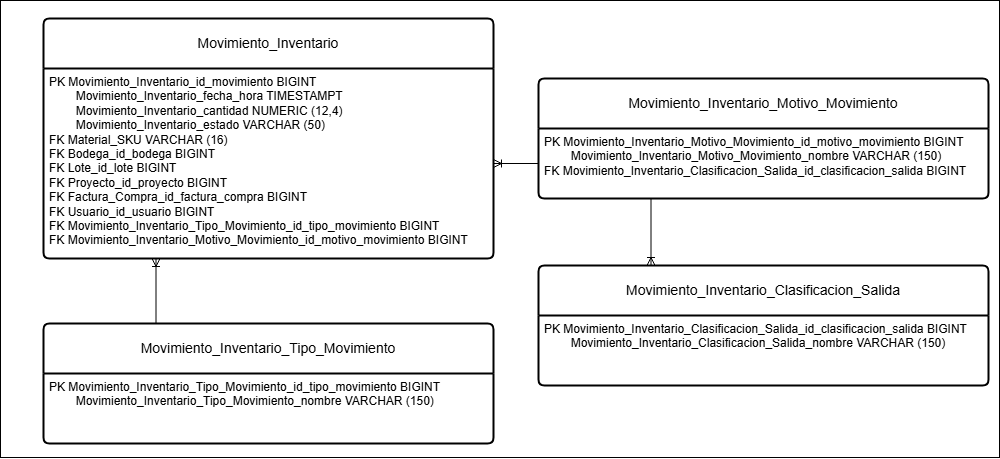 Movimiento_Inventario
PK Movimiento_Inventario_id_movimiento BIGINT
Movimiento_Inventario_fecha_hora TIMESTAMPT
Movimiento_Inventario_cantidad NUMERIC (12,4)
Movimiento_Inventario_estado VARCHAR (50)
FK Material_SKU VARCHAR (16)
FK Bodega_id_bodega BIGINT
FK Lote_id_lote BIGINT
FK Proyecto_id_proyecto BIGINT
FK Factura_Compra_id_factura_compra BIGINT
FK Usuario_id_usuario BIGINT
FK Movimiento_Inventario_Tipo_Movimiento_id_tipo_movimiento BIGINT
FK Movimiento_Inventario_Motivo_Movimiento_id_motivo_movimiento BIGINT
Movimiento_Inventario_Motivo_Movimiento
PK Movimiento_Inventario_Motivo_Movimiento_id_motivo_movimiento BIGINT
Movimiento_Inventario_Motivo_Movimiento_nombre VARCHAR (150)
FK Movimiento_Inventario_Clasificacion_Salida_id_clasificacion_salida BIGINT
Movimiento_Inventario_Clasificacion_Salida
PK Movimiento_Inventario_Clasificacion_Salida_id_clasificacion_salida BIGINT
Movimiento_Inventario_Clasificacion_Salida_nombre VARCHAR (150)
Movimiento_Inventario_Tipo_Movimiento
PK Movimiento_Inventario_Tipo_Movimiento_id_tipo_movimiento BIGINT
Movimiento_Inventario_Tipo_Movimiento_nombre VARCHAR (150)